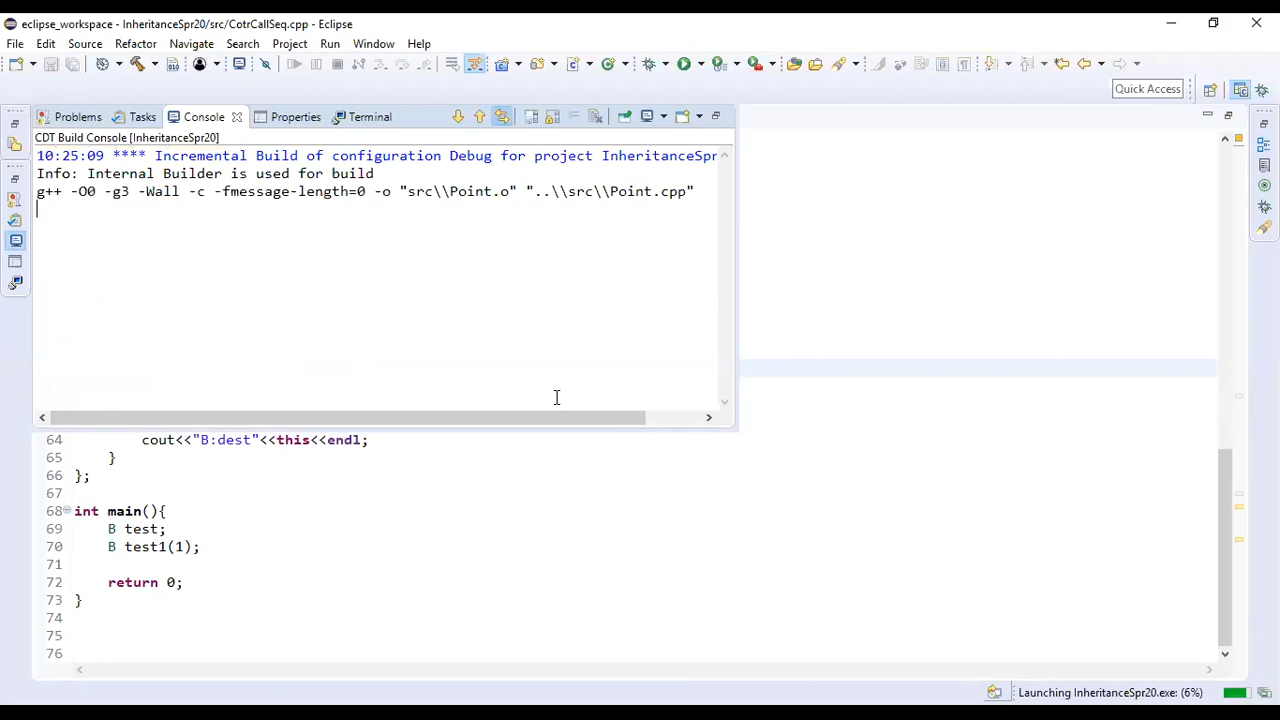 eclipse_workspace - InheritanceSpr20/src/CotrCallSeq.cpp - Eclipse
File Edit Source Refactor Navigate Search Project Run Window Help
Quick Access
Problems Tasks Console Properties Terminal
CDT Build Console [InheritanceSpr20]
10:25:09 **** Incremental Build of configuration Debug for project InheritanceSpr
Info: Internal Builder is used for build
g++ -O0 -g3 -Wall -c -fmessage-length=0 -o "src\\Point.o" "..\\src\\Point.cpp"
64 cout<<"B:dest"<<this<<endl;
65 }
66 };
67
68 int main(){
69 B test;
70 B test1(1);
71
72 return 0;
73 }
74
75
76
Launching InheritanceSpr20.exe: (6%)